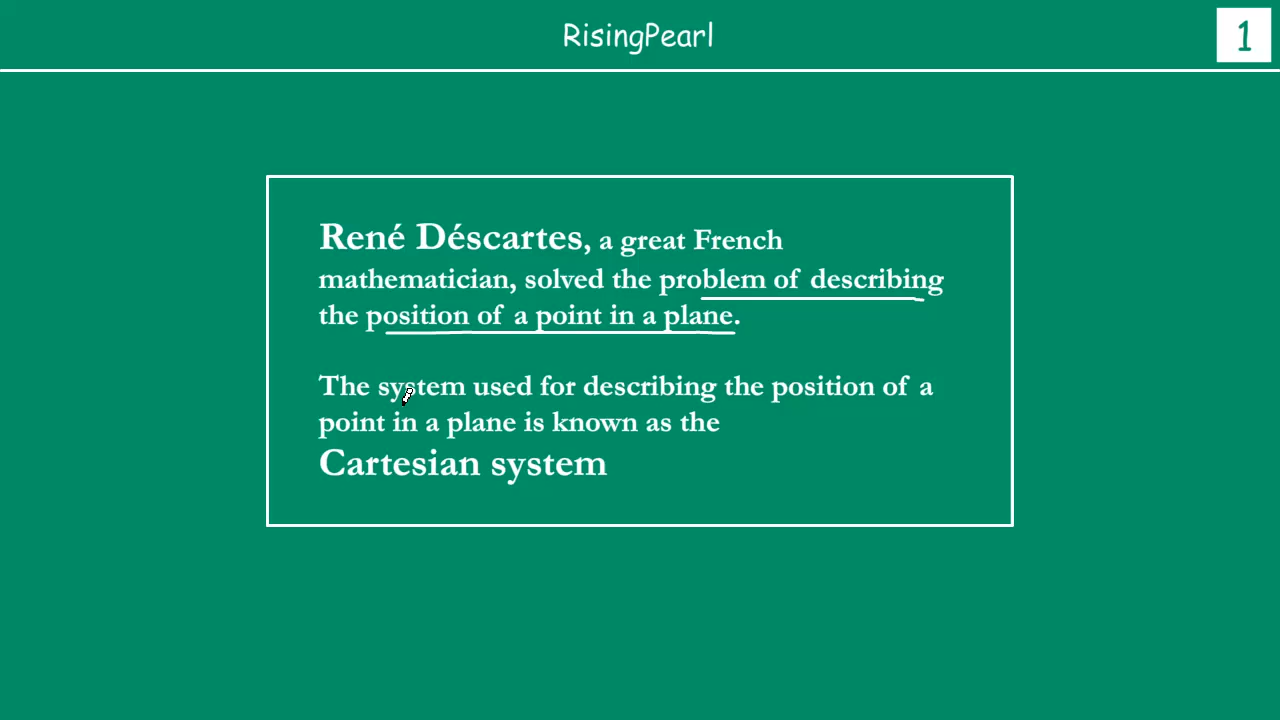 RisingPearl
1
René Déscartes, a great French
mathematician, solved the problem of describing
the position of a point in a plane.
The system used for describing the position of a
point in a plane is known as the
Cartesian system